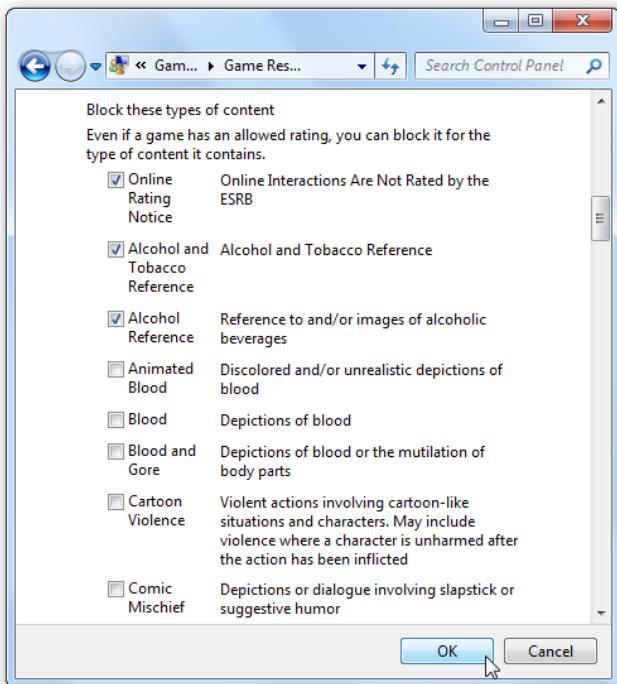 « Gam... ▸ Game Res...
Search Control Panel
Block these types of content
Even if a game has an allowed rating, you can block it for the
type of content it contains.
Online
Rating
Notice
Online Interactions Are Not Rated by the
ESRB
Alcohol and
Tobacco
Reference
Alcohol and Tobacco Reference
Alcohol
Reference
Reference to and/or images of alcoholic
beverages
Animated
Blood
Discolored and/or unrealistic depictions of
blood
Blood
Depictions of blood
Blood and
Gore
Depictions of blood or the mutilation of
body parts
Cartoon
Violence
Violent actions involving cartoon-like
situations and characters. May include
violence where a character is unharmed after
the action has been inflicted
Comic
Mischief
Depictions or dialogue involving slapstick or
suggestive humor
OK
Cancel